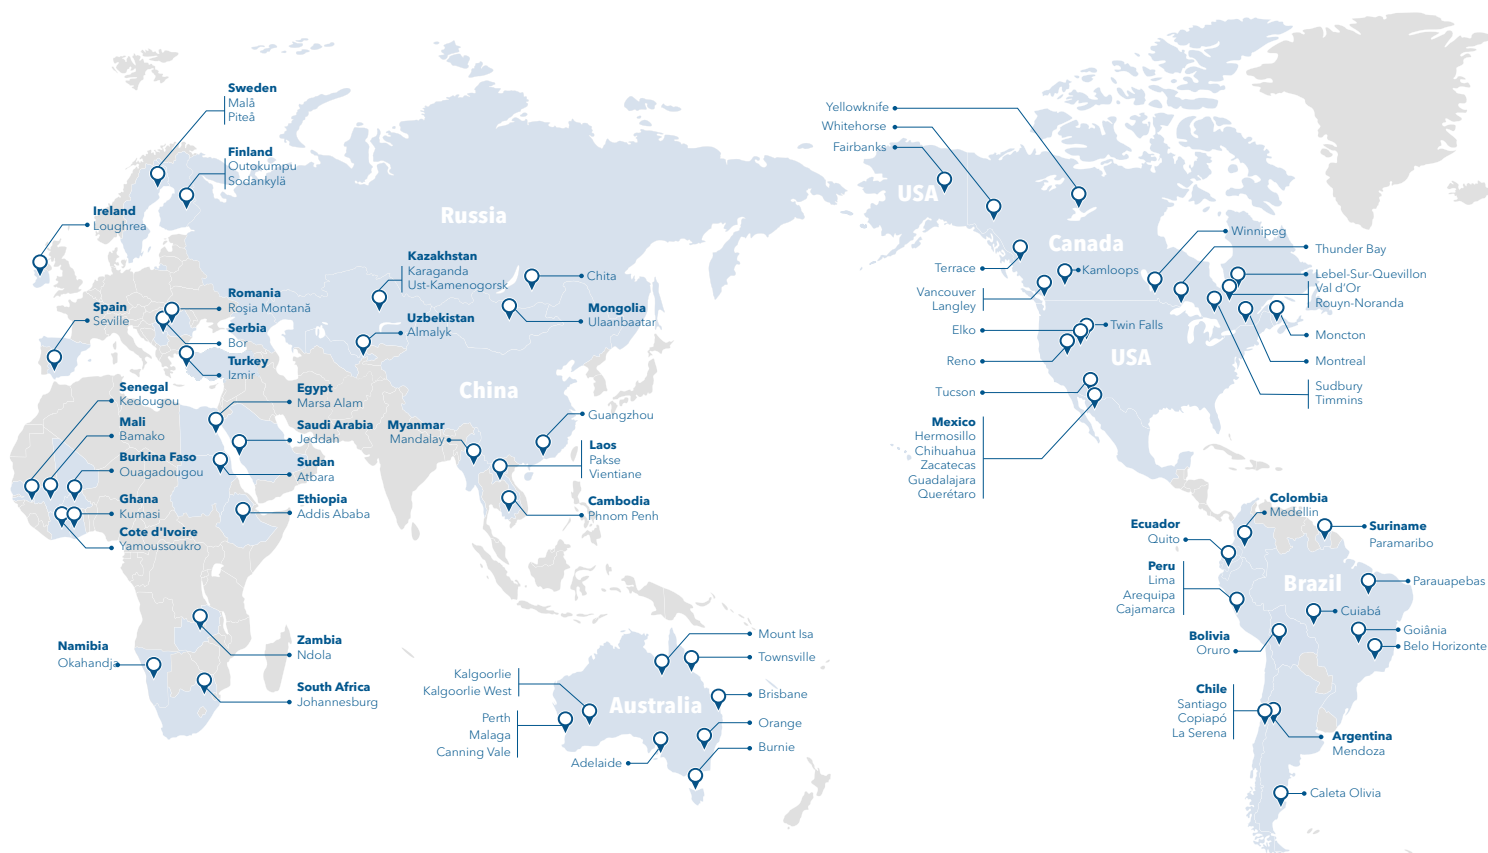 Sweden
Malå
Piteå
Finland
Outokumpu
Sodankylä
Ireland
Loughrea
Russia
Kazakhstan
Karaganda
Ust-Kamenogorsk
Chita
Romania
Roşia Montană
Spain
Seville
Serbia
Bor
Uzbekistan
Almalyk
Mongolia
Ulaanbaatar
Turkey
Izmir
Senegal
Kedougou
Egypt
Marsa Alam
China
Mali
Bamako
Saudi Arabia
Jeddah
Myanmar
Mandalay
Guangzhou
Burkina Faso
Ouagadougou
Sudan
Atbara
Laos
Pakse
Vientiane
Ghana
Kumasi
Ethiopia
Addis Ababa
Cambodia
Phnom Penh
Cote d'Ivoire
Yamoussoukro
Namibia
Okahandja
Zambia
Ndola
South Africa
Johannesburg
Mount Isa
Townsville
Kalgoorlie
Kalgoorlie West
Australia
Brisbane
Perth
Malaga
Canning Vale
Orange
Burnie
Adelaide
Yellowknife
Whitehorse
Fairbanks
USA
Canada
Winnipeg
Thunder Bay
Terrace
Kamloops
Lebel-Sur-Quevillon
Val d'Or
Rouyn-Noranda
Vancouver
Langley
Elko
Twin Falls
Moncton
Reno
USA
Montreal
Tucson
Sudbury
Timmins
Mexico
Hermosillo
Chihuahua
Zacatecas
Guadalajara
Querétaro
Colombia
Medellin
Ecuador
Quito
Suriname
Paramaribo
Peru
Lima
Arequipa
Cajamarca
Brazil
Parauapebas
Cuiabá
Bolivia
Oruro
Goiânia
Belo Horizonte
Chile
Santiago
Copiapó
La Serena
Argentina
Mendoza
Caleta Olivia